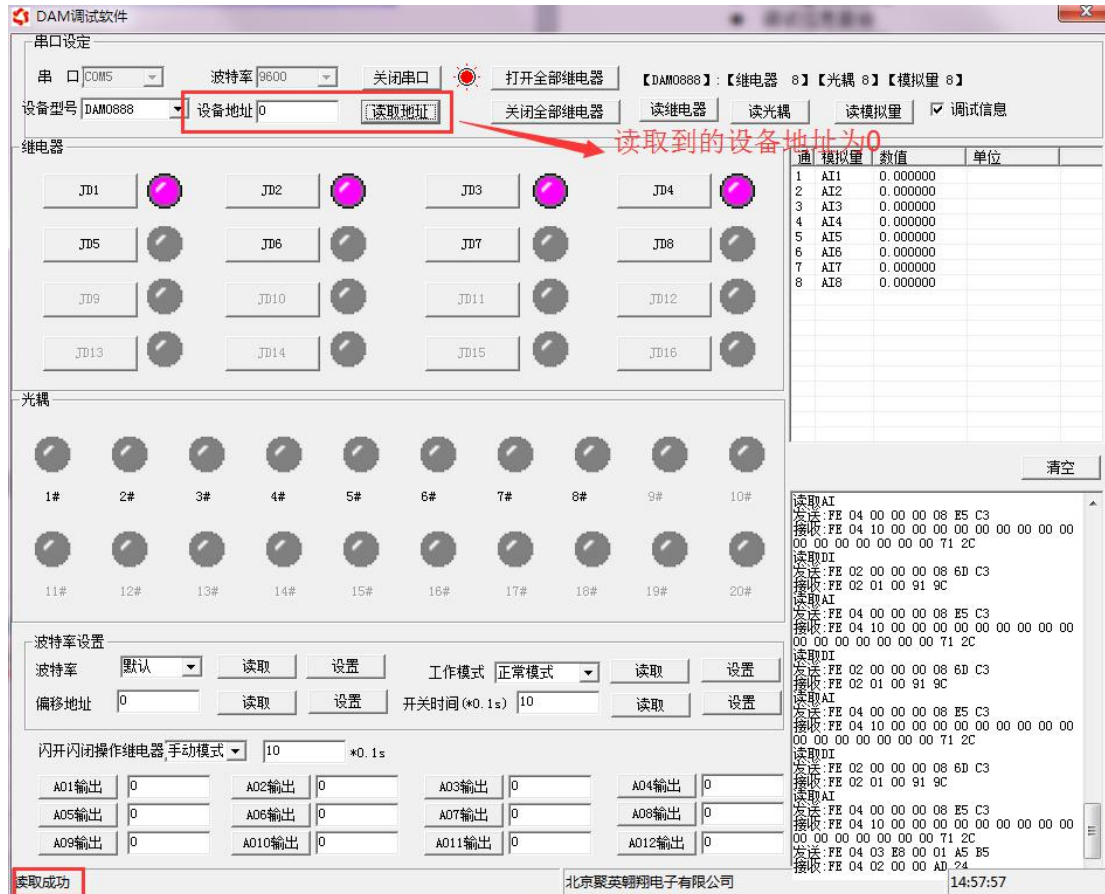 DAM调试软件
串口设定
串 口 COM5 波特率 9600 关闭串口 打开全部继电器 【DAM0888】:【继电器 8】【光耦 8】【模拟量 8】
设备型号 DAM0888 设备地址 0 读取地址 关闭全部继电器 读继电器 读光耦 读模拟量 调试信息
读取到的设备地址为0
继电器
JD1 JD2 JD3 JD4
JD5 JD6 JD7 JD8
JD9 JD10 JD11 JD12
JD13 JD14 JD15 JD16
通 模拟量 数值 单位
1 AI1 0.000000
2 AI2 0.000000
3 AI3 0.000000
4 AI4 0.000000
5 AI5 0.000000
6 AI6 0.000000
7 AI7 0.000000
8 AI8 0.000000
光耦
1# 2# 3# 4# 5# 6# 7# 8# 9# 10#
11# 12# 13# 14# 15# 16# 17# 18# 19# 20#
清空
读取AI
发送:FE 04 00 00 00 08 E5 C3
接收:FE 04 10 00 00 00 00 00 00 00 00 00
00 00 00 00 00 00 00 71 2C
读取DI
发送:FE 02 00 00 00 08 6D C3
接收:FE 02 01 00 91 9C
读取AI
发送:FE 04 00 00 00 08 E5 C3
接收:FE 04 10 00 00 00 00 00 00 00 00 00
00 00 00 00 00 00 00 71 2C
读取DI
发送:FE 02 00 00 00 08 6D C3
接收:FE 02 01 00 91 9C
读取AI
发送:FE 04 00 00 00 08 E5 C3
接收:FE 04 10 00 00 00 00 00 00 00 00 00
00 00 00 00 00 00 00 71 2C
读取DI
发送:FE 02 00 00 00 08 6D C3
接收:FE 02 01 00 91 9C
读取AI
发送:FE 04 00 00 00 08 E5 C3
接收:FE 04 10 00 00 00 00 00 00 00 00 00
00 00 00 00 00 00 00 71 2C
发送:FE 04 03 E8 00 01 A5 B5
接收:FE 04 02 00 00 AD 24
波特率设置
波特率 默认 读取 设置 工作模式 正常模式 读取 设置
偏移地址 0 读取 设置 开关时间(*0.1s) 10 读取 设置
闪开闪闭操作继电器 手动模式 10 *0.1s
AO1输出 0 AO2输出 0 AO3输出 0 AO4输出 0
AO5输出 0 AO6输出 0 AO7输出 0 AO8输出 0
AO9输出 0 AO10输出 0 AO11输出 0 AO12输出 0
读取成功 北京聚英翱翔电子有限公司 14:57:57